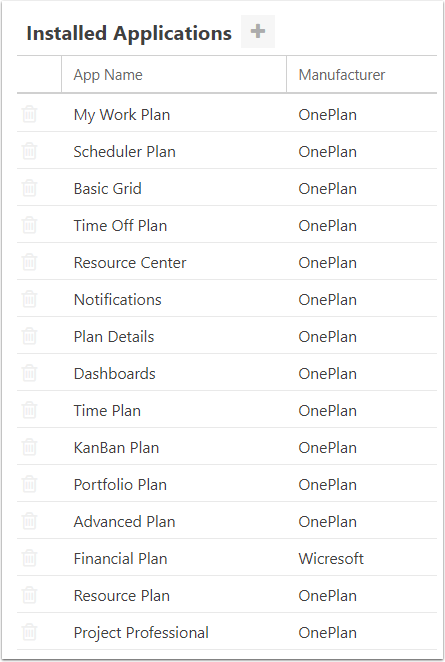 Installed Applications +
App Name Manufacturer
My Work Plan OnePlan
Scheduler Plan OnePlan
Basic Grid OnePlan
Time Off Plan OnePlan
Resource Center OnePlan
Notifications OnePlan
Plan Details OnePlan
Dashboards OnePlan
Time Plan OnePlan
KanBan Plan OnePlan
Portfolio Plan OnePlan
Advanced Plan OnePlan
Financial Plan Wicresoft
Resource Plan OnePlan
Project Professional OnePlan